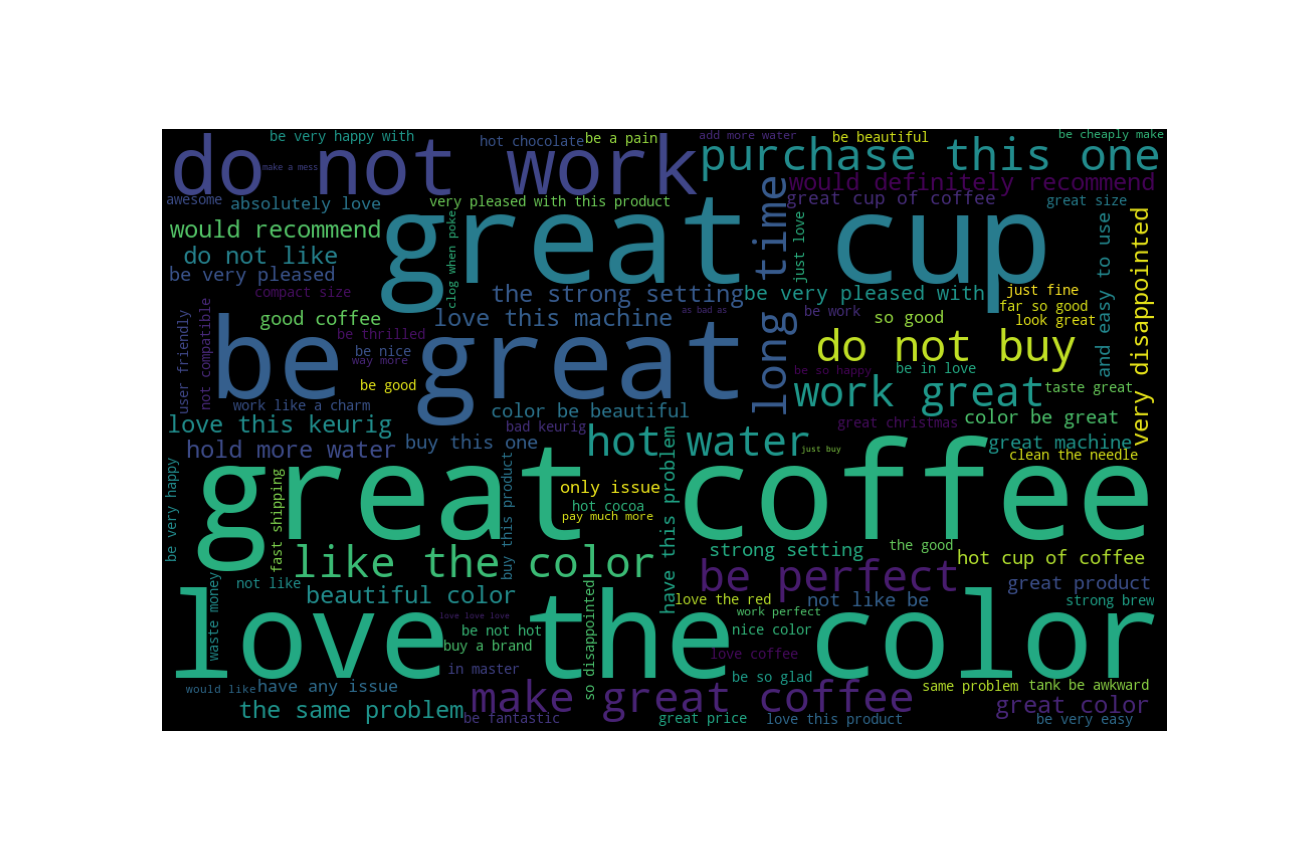 be very happy with
hot chocolate
be a pain
add more water
be beautiful
be cheaply make
do not work
make a mess
purchase this one
would definitely recommend
awesome
absolutely love
very pleased with this product
great cup of coffee
great size
would recommend
great cup
clog when poke
long time
just love
and easy to use
very disappointed
do not like
be very pleased
compact size
the strong setting
be very pleased with
just fine
far so good
look great
user friendly
not compatible
good coffee
love this machine
as bad as
be work
so good
be thrilled
be great
do not buy
be nice
way more
be in love
be so happy
be good
work great
taste great
work like a charm
color be beautiful
love this keurig
bad keurig
great christmas
color be great
hold more water
buy this one
hot water
just buy
great machine
clean the needle
be very happy
fast shipping
great coffee
buy this product
only issue
hot cocoa
pay much more
have this problem
like the color
strong setting
the good
hot cup of coffee
be perfect
great product
waste money
not like
beautiful color
so disappointed
love the red
not like be
strong brew
love love love
work perfect
love the color
be not hot
buy a brand
nice color
love coffee
in master
be so glad
would like
have any issue
make great coffee
same problem
tank be awkward
great color
the same problem
be fantastic
great price
love this product
be very easy